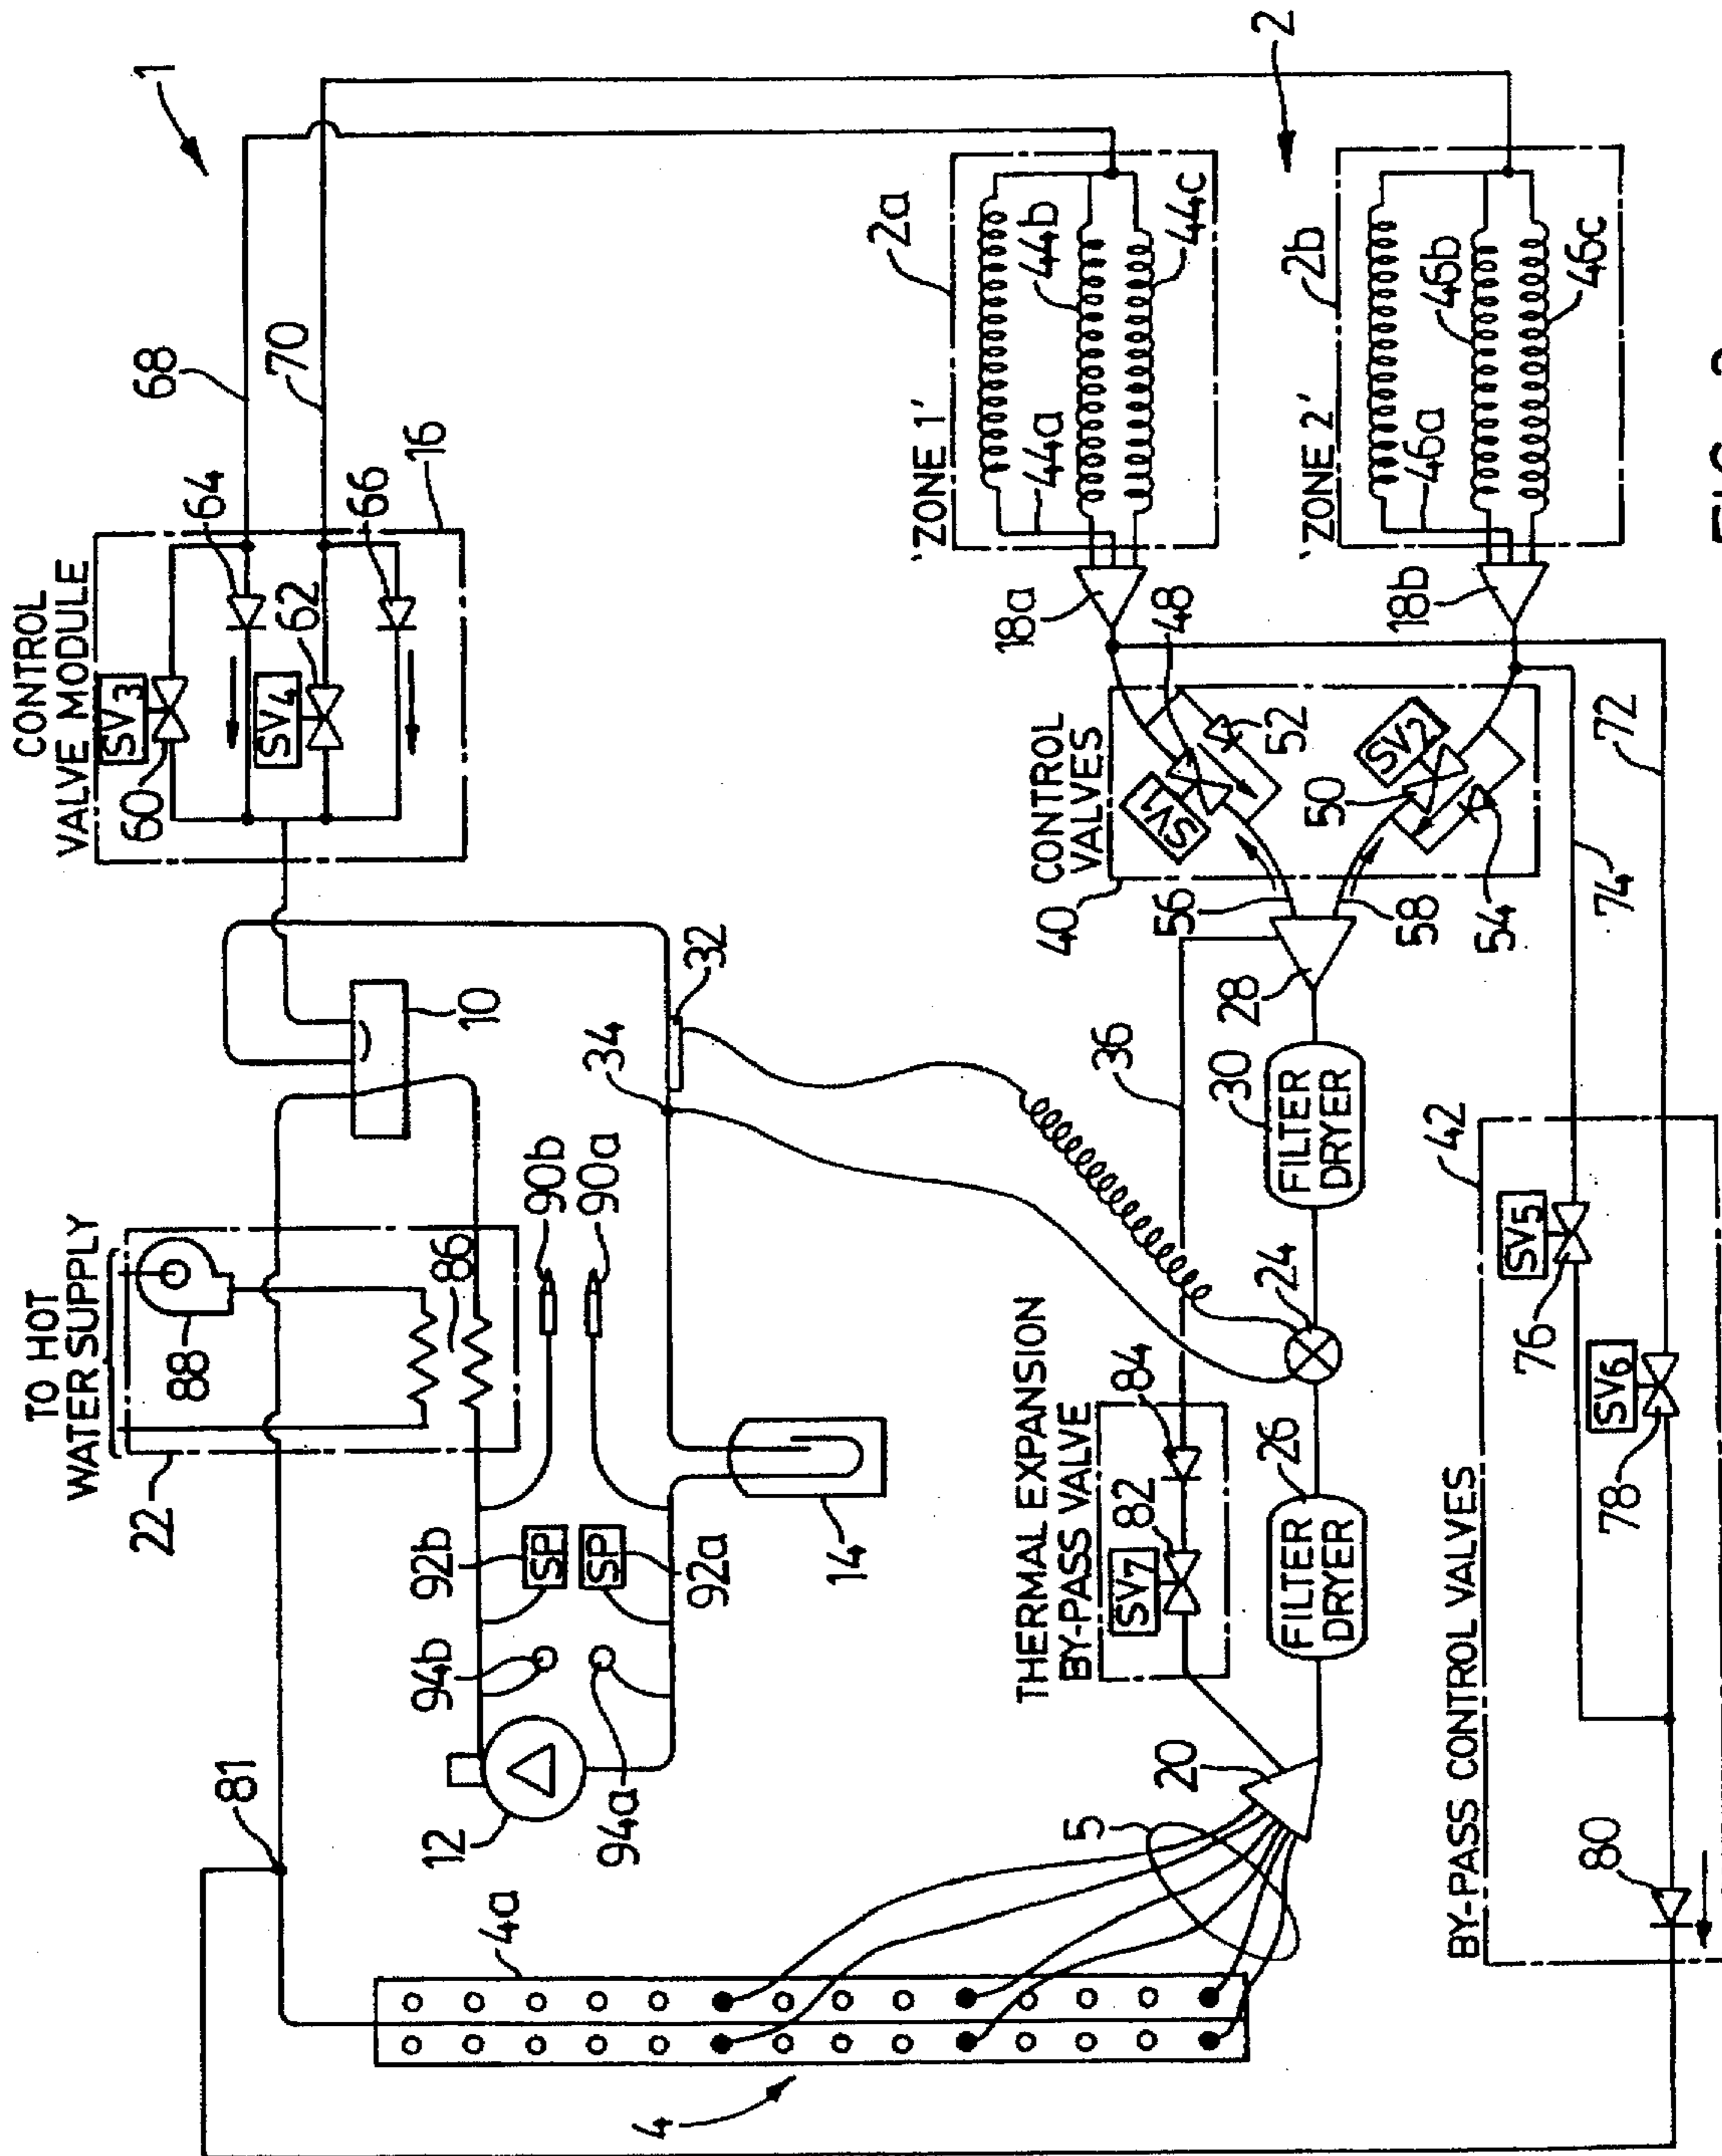 1
68
70
CONTROL
VALVE MODULE
SV3
64
16
60
SV4
62
66
TO HOT
WATER SUPPLY
88
86
22
10
90b
90a
32
34
81
92b
SP
SP
92a
94b
94a
12
14
2
'ZONE 1'
2a
44b
44a
44c
'ZONE 2'
2b
46b
46a
46c
18a
18b
CONTROL
VALVES
48
SV1
52
SV2
50
40
56
58
54
72
74
28
36
30
FILTER
DRYER
24
THERMAL EXPANSION
BY-PASS VALVE
84
SV7
82
26
FILTER
DRYER
20
5
4a
4
42
SV5
76
SV6
78
BY-PASS CONTROL VALVES
80